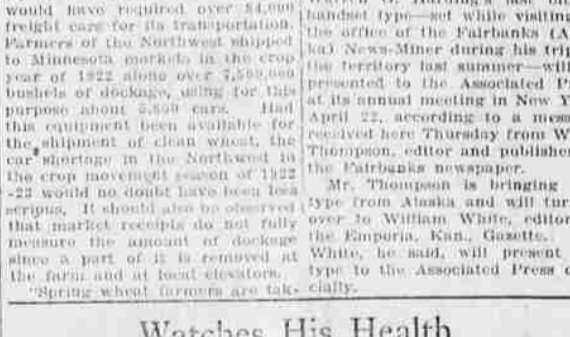 would have required over
freight cars for its transportation.
Farmers of the Northwest shipped
to Minnesota markets in the crop
year of 1922 alone over 7,500,000
bushels of dockage, using for this
purpose about cars. Had
this equipment been available for
the shipment of clean wheat, the
car shortage in the Northwest in
the crop movement season of 1922
-23 would no doubt have been less
serious. It should also be observed
that market receipts do not fully
measure the amount of dockage
since a part of it is removed at
the farm and at local elevators.
"Spring wheat farmers are tak-
handset type—set while visiting
the office of the Fairbanks (A
ka) News-Miner during his trip
the territory last summer—will
presented to the Associated P
at its annual meeting in New Y
April 22, according to a mess
received here Thursday from W
Thompson, editor and publisher
the Fairbanks newspaper.
Mr. Thompson is bringing
type from Alaska and will tur
over to William White, editor
the Emporia, Kan., Gazette.
White, he said, will present
type to the Associated Press o
cially.
Watches His Health